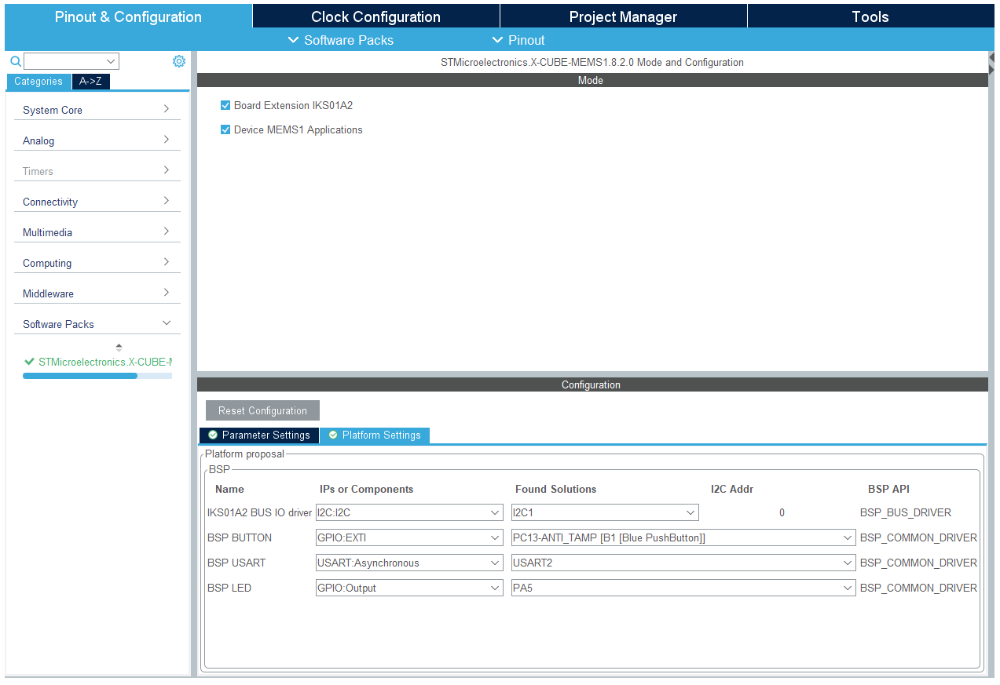 Pinout & Configuration Clock Configuration Project Manager Tools
Software Packs Pinout
STMicroelectronics.X-CUBE-MEMS1.8.2.0 Mode and Configuration
Categories A->Z
System Core
Analog
Timers
Connectivity
Multimedia
Computing
Middleware
Software Packs
STMicroelectronics.X-CUBE-M
Mode
Board Extension IKS01A2
Device MEMS1 Applications
Configuration
Reset Configuration
Parameter Settings Platform Settings
Platform proposal
BSP
Name IPs or Components Found Solutions I2C Addr BSP API
IKS01A2 BUS IO driver I2C:I2C I2C1 0 BSP_BUS_DRIVER
BSP BUTTON GPIO:EXTI PC13-ANTI_TAMP [B1 [Blue PushButton]] BSP_COMMON_DRIVER
BSP USART USART:Asynchronous USART2 BSP_COMMON_DRIVER
BSP LED GPIO:Output PA5 BSP_COMMON_DRIVER